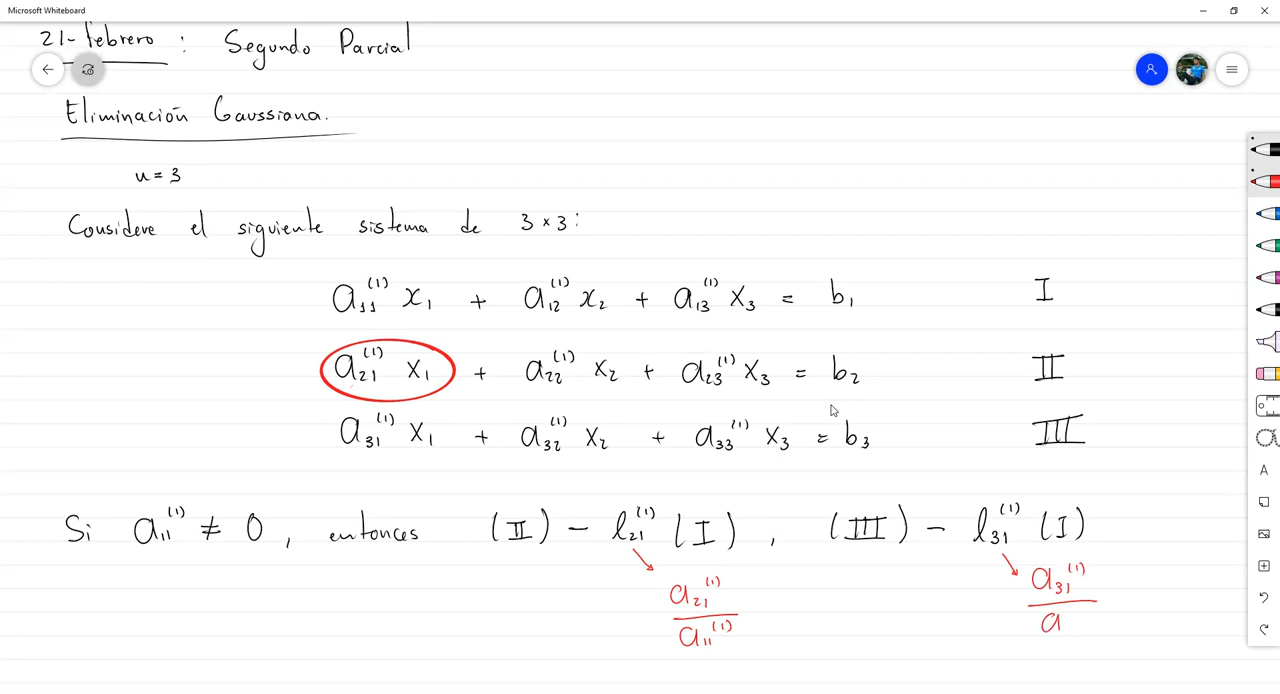 Microsoft Whiteboard
21-febrero : Segundo Parcial
Eliminación Gaussiana.
n = 3
Considere el siguiente sistema de 3 × 3:
a₁₁⁽¹⁾ x₁ + a₁₂⁽¹⁾ x₂ + a₁₃⁽¹⁾ x₃ = b₁ I
a₂₁⁽¹⁾ x₁ + a₂₂⁽¹⁾ x₂ + a₂₃⁽¹⁾ x₃ = b₂ II
a₃₁⁽¹⁾ x₁ + a₃₂⁽¹⁾ x₂ + a₃₃⁽¹⁾ x₃ = b₃ III
Si a₁₁⁽¹⁾ ≠ 0, entonces (II) - l₂₁⁽¹⁾ (I), (III) - l₃₁⁽¹⁾ (I)
a₂₁⁽¹⁾ a₃₁⁽¹⁾
a₁₁⁽¹⁾ a
A